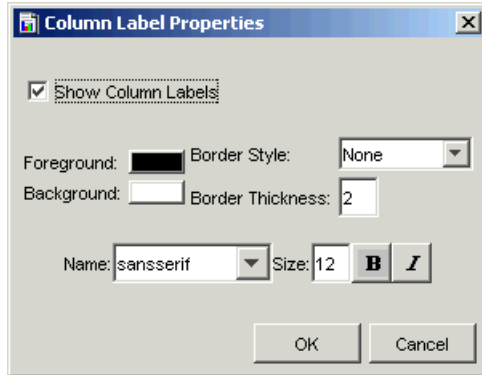 Column Label Properties
Show Column Labels
Foreground: Border Style: None
Background: Border Thickness: 2
Name: sansserif Size: 12 B I
OK Cancel